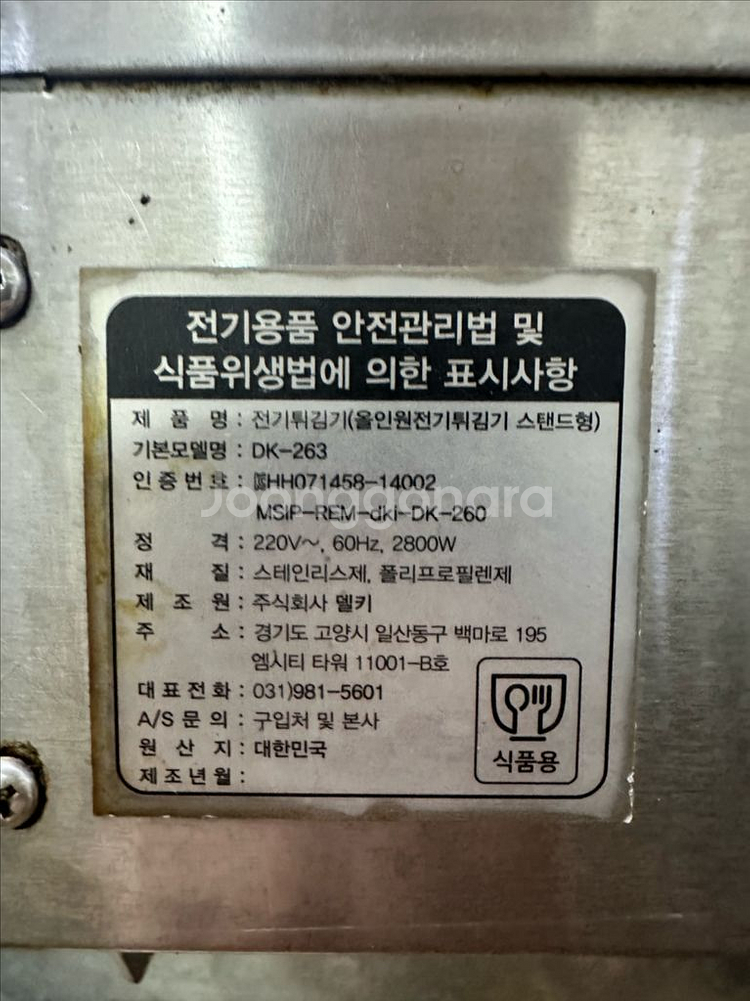 전기용품 안전관리법 및
식품위생법에 의한 표시사항
제 품 명 : 전기튀김기(올인원전기튀김기 스탠드형)
기본모델명 : DK-263
인증번호 : HH071458-14002
Joonggonara
MSIP-REM-dki-DK-260
정 격 : 220V~, 60Hz, 2800W
재 질 : 스테인리스제, 폴리프로필렌제
제 조 원 : 주식회사 델키
주 소 : 경기도 고양시 일산동구 백마로 195
엠시티 타워 11001-B호
대표전화 : 031)981-5601
A/S문의 : 구입처 및 본사
원 산 지 : 대한민국
제조년월 :
식품용